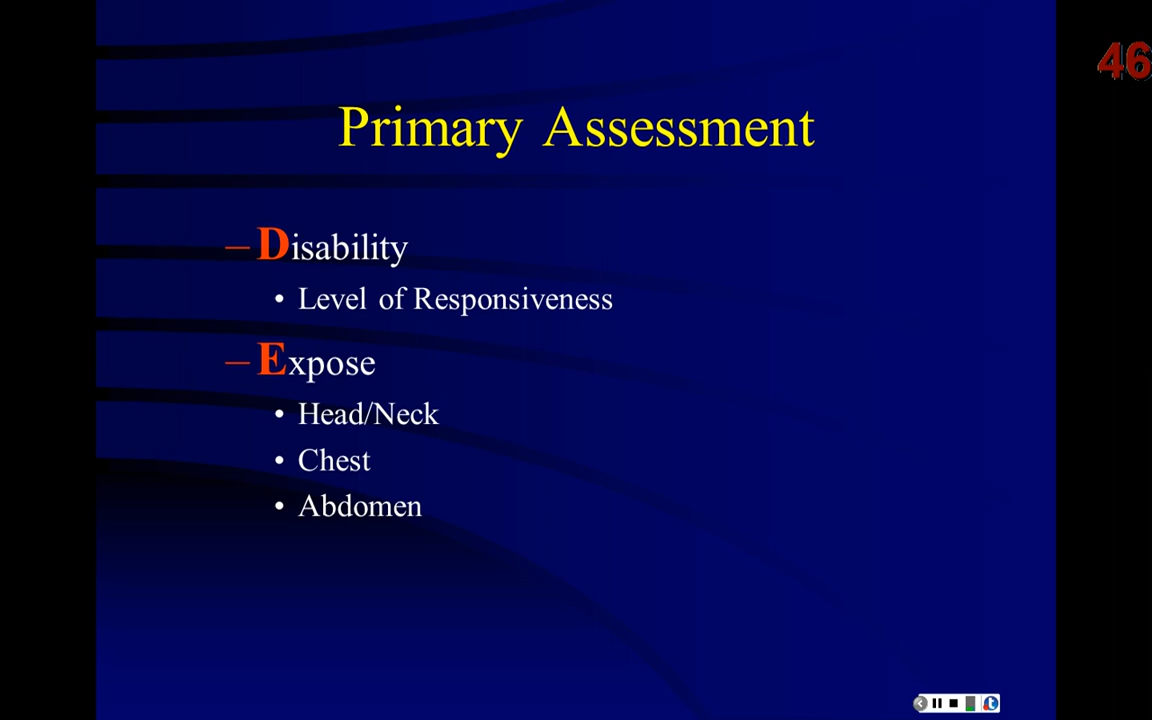 46
Primary Assessment
– Disability
• Level of Responsiveness
– Expose
• Head/Neck
• Chest
• Abdomen